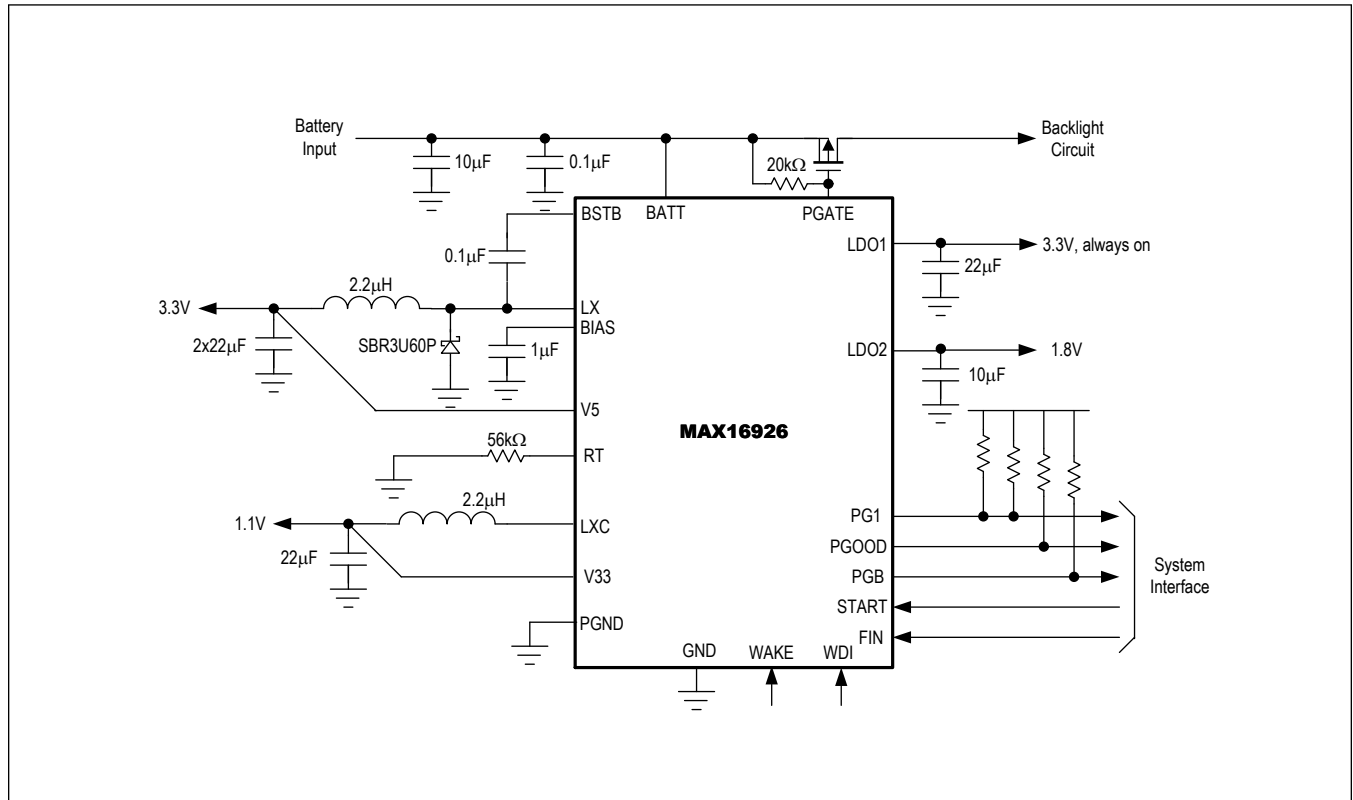 Battery
Input
10µF
0.1µF
20kΩ
Backlight
Circuit
BSTB
BATT
PGATE
0.1µF
LDO1
3.3V, always on
22µF
2.2µH
3.3V
LX
BIAS
2x22µF
SBR3U60P
1µF
LDO2
1.8V
10µF
V5
MAX16926
56kΩ
RT
2.2µH
1.1V
LXC
PG1
22µF
V33
PGOOD
PGB
System
Interface
START
PGND
FIN
GND
WAKE
WDI